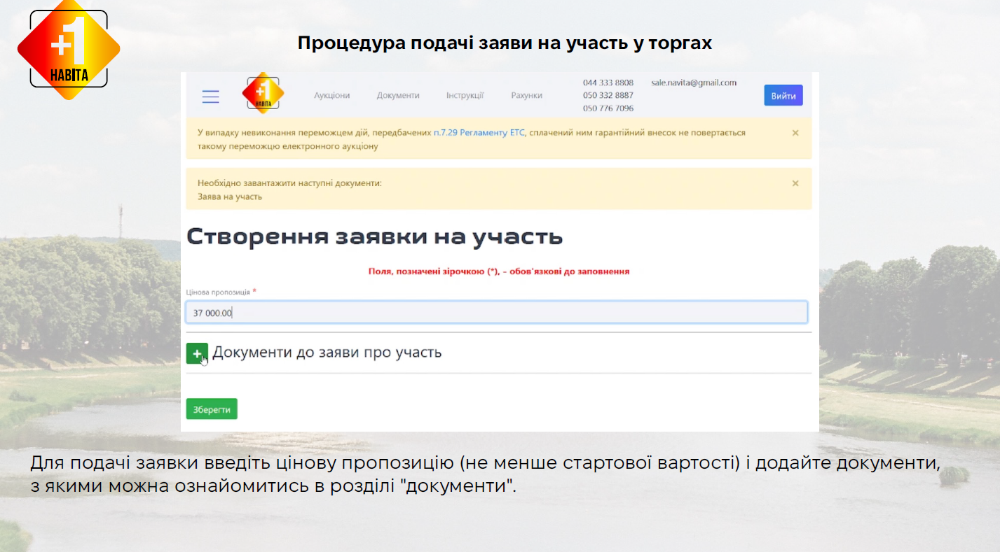 +1
НАВІТА
Процедура подачі заяви на участь у торгах
+1
НАВІТА
Аукціони
Документи
Інструкції
Рахунки
044 333 8808
050 332 8887
050 776 7096
sale.navita@gmail.com
Вийти
У випадку невиконання переможцем дій, передбачених п.7.29 Регламенту ЕТС, сплачений ним гарантійний внесок не повертається
такому переможцю електронного аукціону
×
Необхідно завантажити наступні документи:
Заява на участь
×
Створення заявки на участь
Поля, позначені зірочкою (*), – обов'язкові до заповнення
Цінова пропозиція *
37 000.00
+ Документи до заяви про участь
Зберегти
Для подачі заявки введіть цінову пропозицію (не менше стартової вартості) і додайте документи,
з якими можна ознайомитись в розділі "документи".